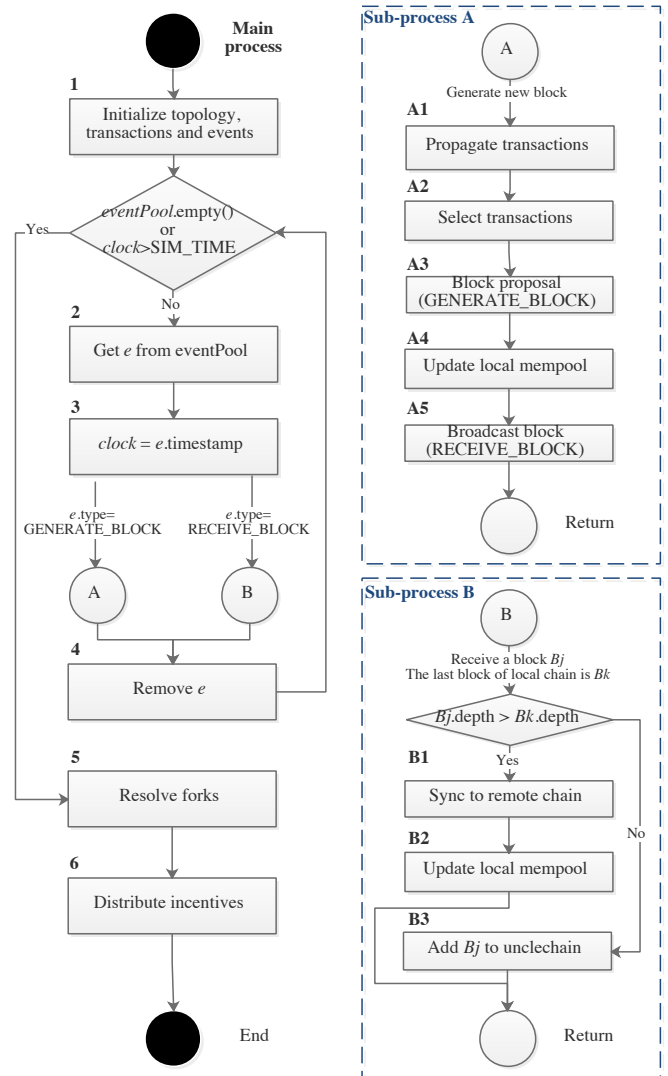 Main
process
1
Initialize topology,
transactions and events
eventPool.empty()
or
clock>SIM_TIME
Yes
No
2
Get e from eventPool
3
clock = e.timestamp
e.type=
GENERATE_BLOCK
e.type=
RECEIVE_BLOCK
A
B
4
Remove e
5
Resolve forks
6
Distribute incentives
End
Sub-process A
A
Generate new block
A1
Propagate transactions
A2
Select transactions
A3
Block proposal
(GENERATE_BLOCK)
A4
Update local mempool
A5
Broadcast block
(RECEIVE_BLOCK)
Return
Sub-process B
B
Receive a block Bj
The last block of local chain is Bk
Bj.depth > Bk.depth
Yes
No
B1
Sync to remote chain
B2
Update local mempool
B3
Add Bj to unclechain
Return